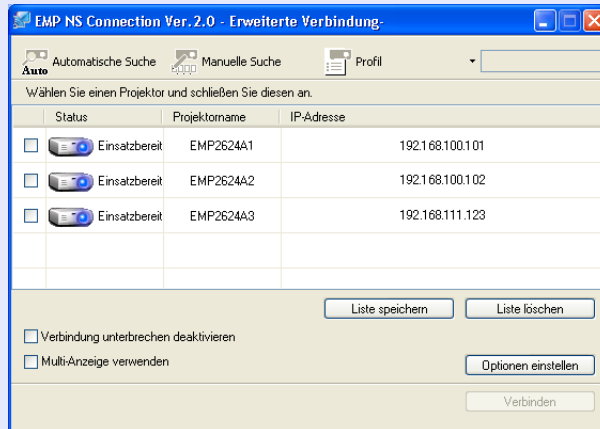 EMP NS Connection Ver. 2.0 - Erweiterte Verbindung-
Auto Automatische Suche Manuelle Suche Profil
Wählen Sie einen Projektor und schließen Sie diesen an.
Status Projektorname IP-Adresse
Einsatzbereit EMP2624A1 192.168.100.101
Einsatzbereit EMP2624A2 192.168.100.102
Einsatzbereit EMP2624A3 192.168.111.123
Liste speichern Liste löschen
Verbindung unterbrechen deaktivieren
Multi-Anzeige verwenden
Optionen einstellen
Verbinden